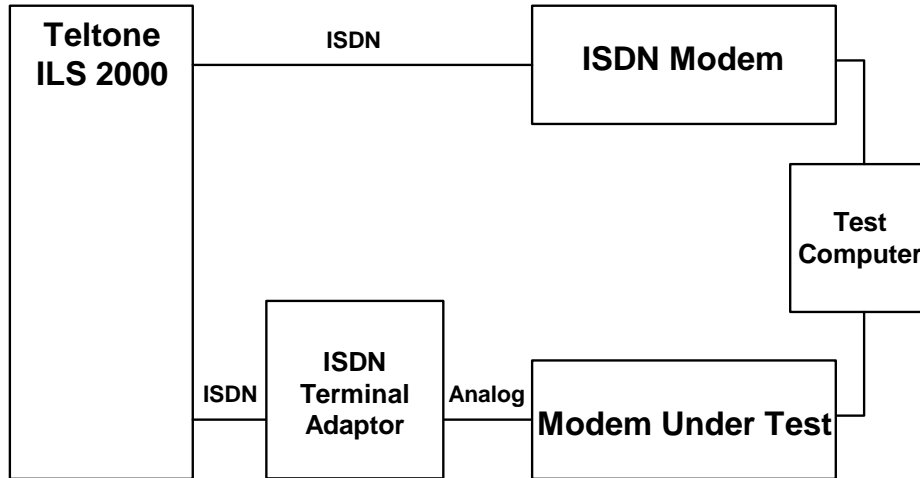 Teltone
ILS 2000
ISDN
ISDN Modem
Test
Computer
ISDN
ISDN
Terminal
Adaptor
Analog
Modem Under Test